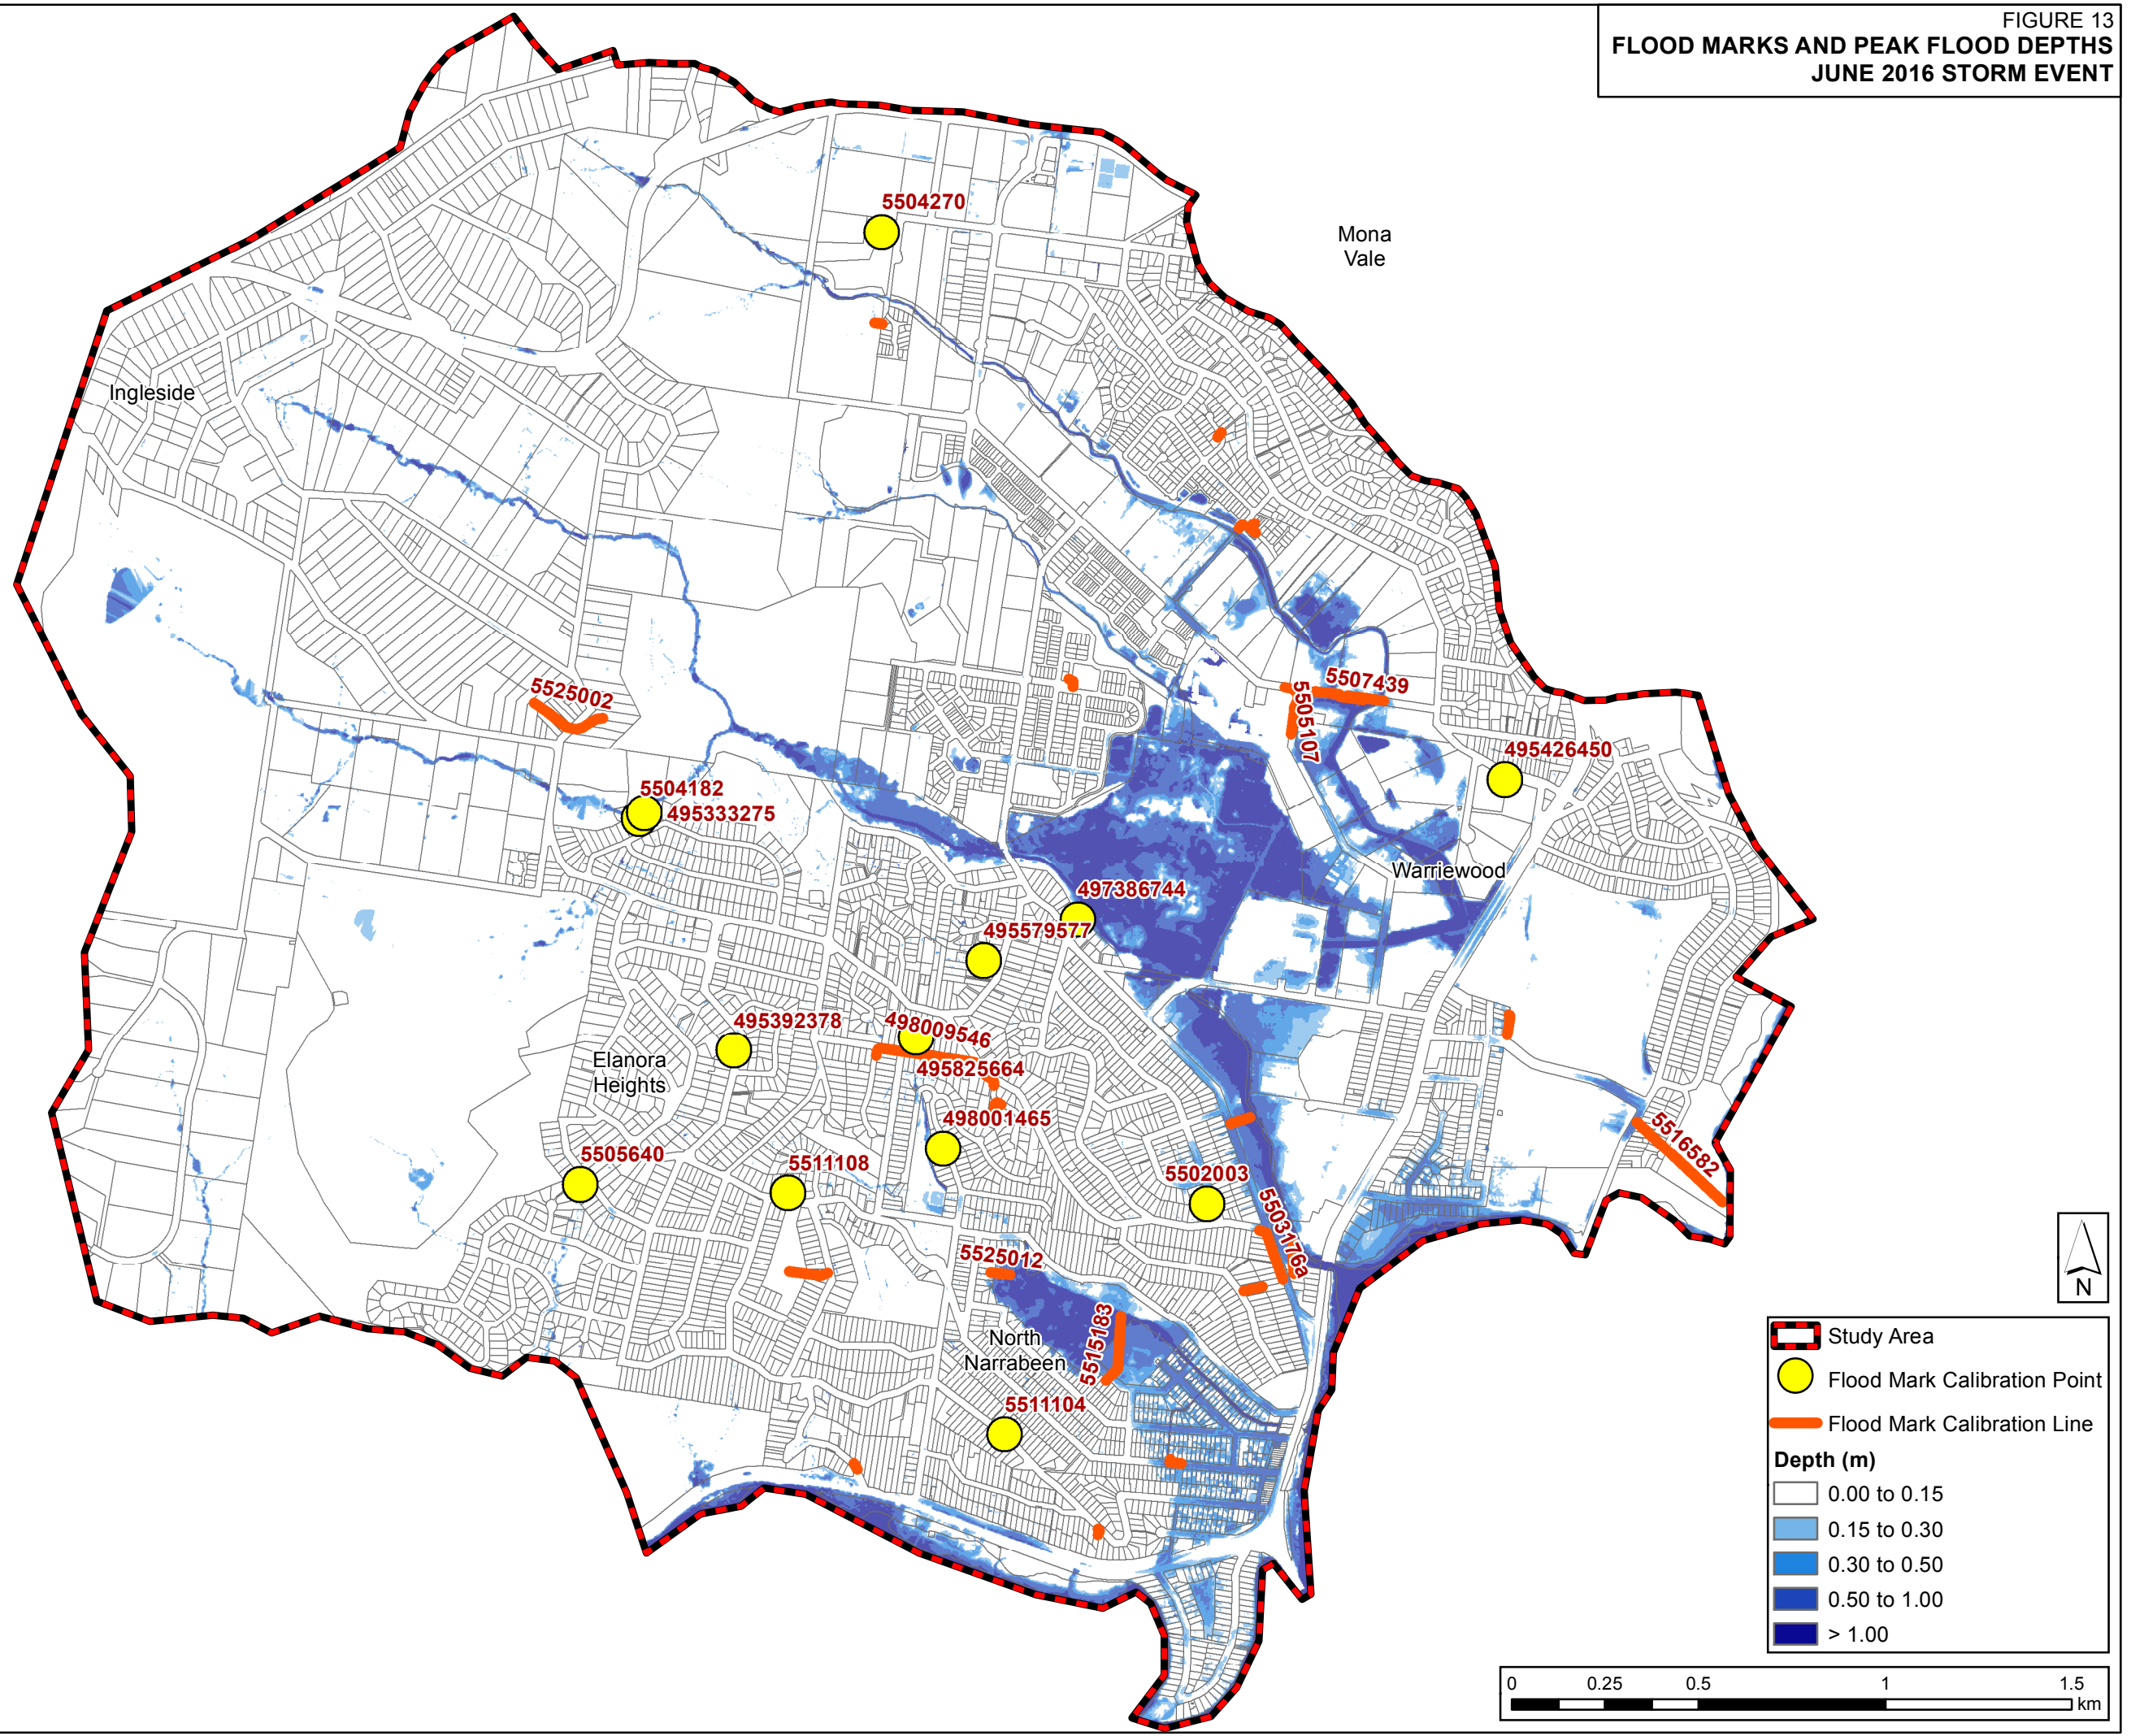 FIGURE 13
FLOOD MARKS AND PEAK FLOOD DEPTHS
JUNE 2016 STORM EVENT
5504270
Mona
Vale
Ingleside
5525002
5507439
5505107
495426450
5504182
495333275
Warriewood
497386744
495579577
495392378
498009546
Elanora
Heights
495825664
498001465
5516582
5505640
5511108
5502003
5503176a
5525012
5515183
North
Narrabeen
5511104
N
Study Area
Flood Mark Calibration Point
Flood Mark Calibration Line
Depth (m)
0.00 to 0.15
0.15 to 0.30
0.30 to 0.50
0.50 to 1.00
> 1.00
0 0.25 0.5 1 1.5
km